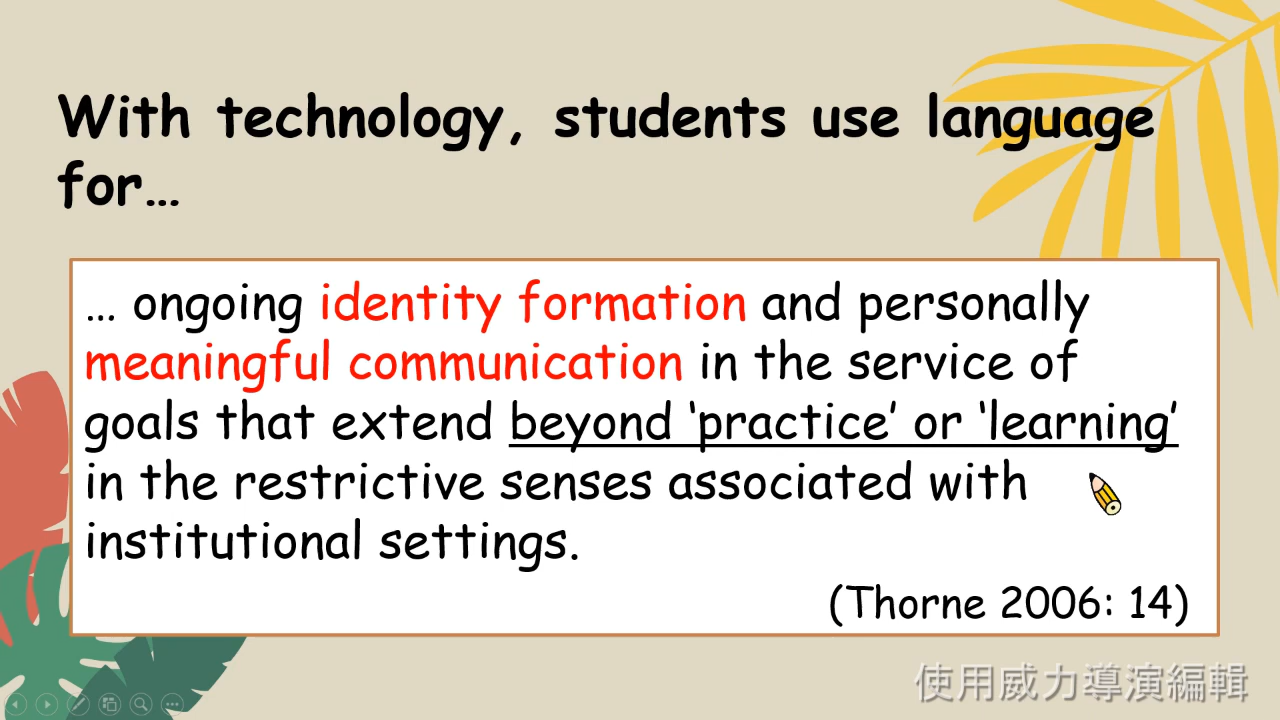 With technology, students use language
for…
… ongoing identity formation and personally
meaningful communication in the service of
goals that extend beyond ‘practice’ or ‘learning’
in the restrictive senses associated with
institutional settings.
(Thorne 2006: 14)
使用威力導演編輯